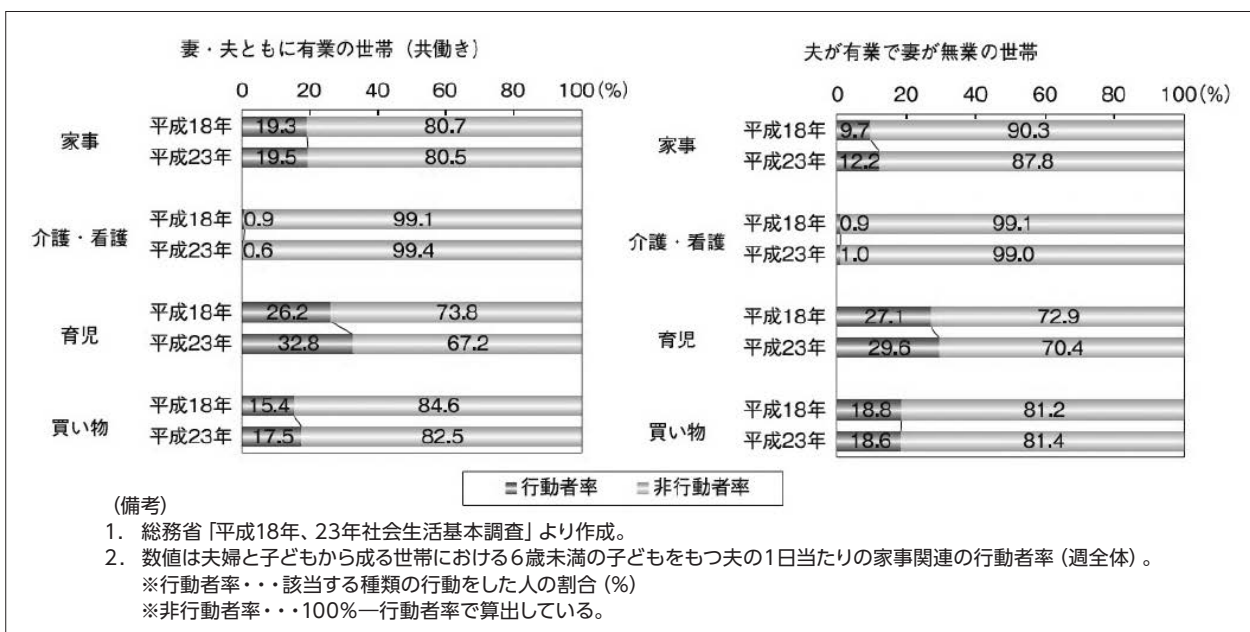 妻・夫ともに有業の世帯（共働き）
0 20 40 60 80 100(%)
家事
平成18年 19.3 80.7
平成23年 19.5 80.5
介護・看護
平成18年 0.9 99.1
平成23年 0.6 99.4
育児
平成18年 26.2 73.8
平成23年 32.8 67.2
買い物
平成18年 15.4 84.6
平成23年 17.5 82.5
夫が有業で妻が無業の世帯
0 20 40 60 80 100(%)
家事
平成18年 9.7 90.3
平成23年 12.2 87.8
介護・看護
平成18年 0.9 99.1
平成23年 1.0 99.0
育児
平成18年 27.1 72.9
平成23年 29.6 70.4
買い物
平成18年 18.8 81.2
平成23年 18.6 81.4
行動者率 非行動者率
（備考）
1. 総務省「平成18年、23年社会生活基本調査」より作成。
2. 数値は夫婦と子どもから成る世帯における6歳未満の子どもをもつ夫の1日当たりの家事関連の行動者率（週全体）。
※行動者率・・・該当する種類の行動をした人の割合（%）
※非行動者率・・・100%―行動者率で算出している。